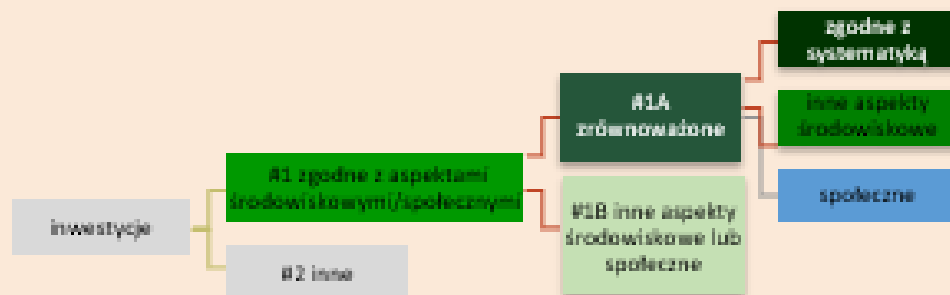 zgodne z
systematyką
#1A
zrównoważone
inne aspekty
środowiskowe
#1 zgodne z aspektami
środowiskowymi/społecznymi
społeczne
inwestycje
#1B inne aspekty
środowiskowe lub
społeczne
#2 inne